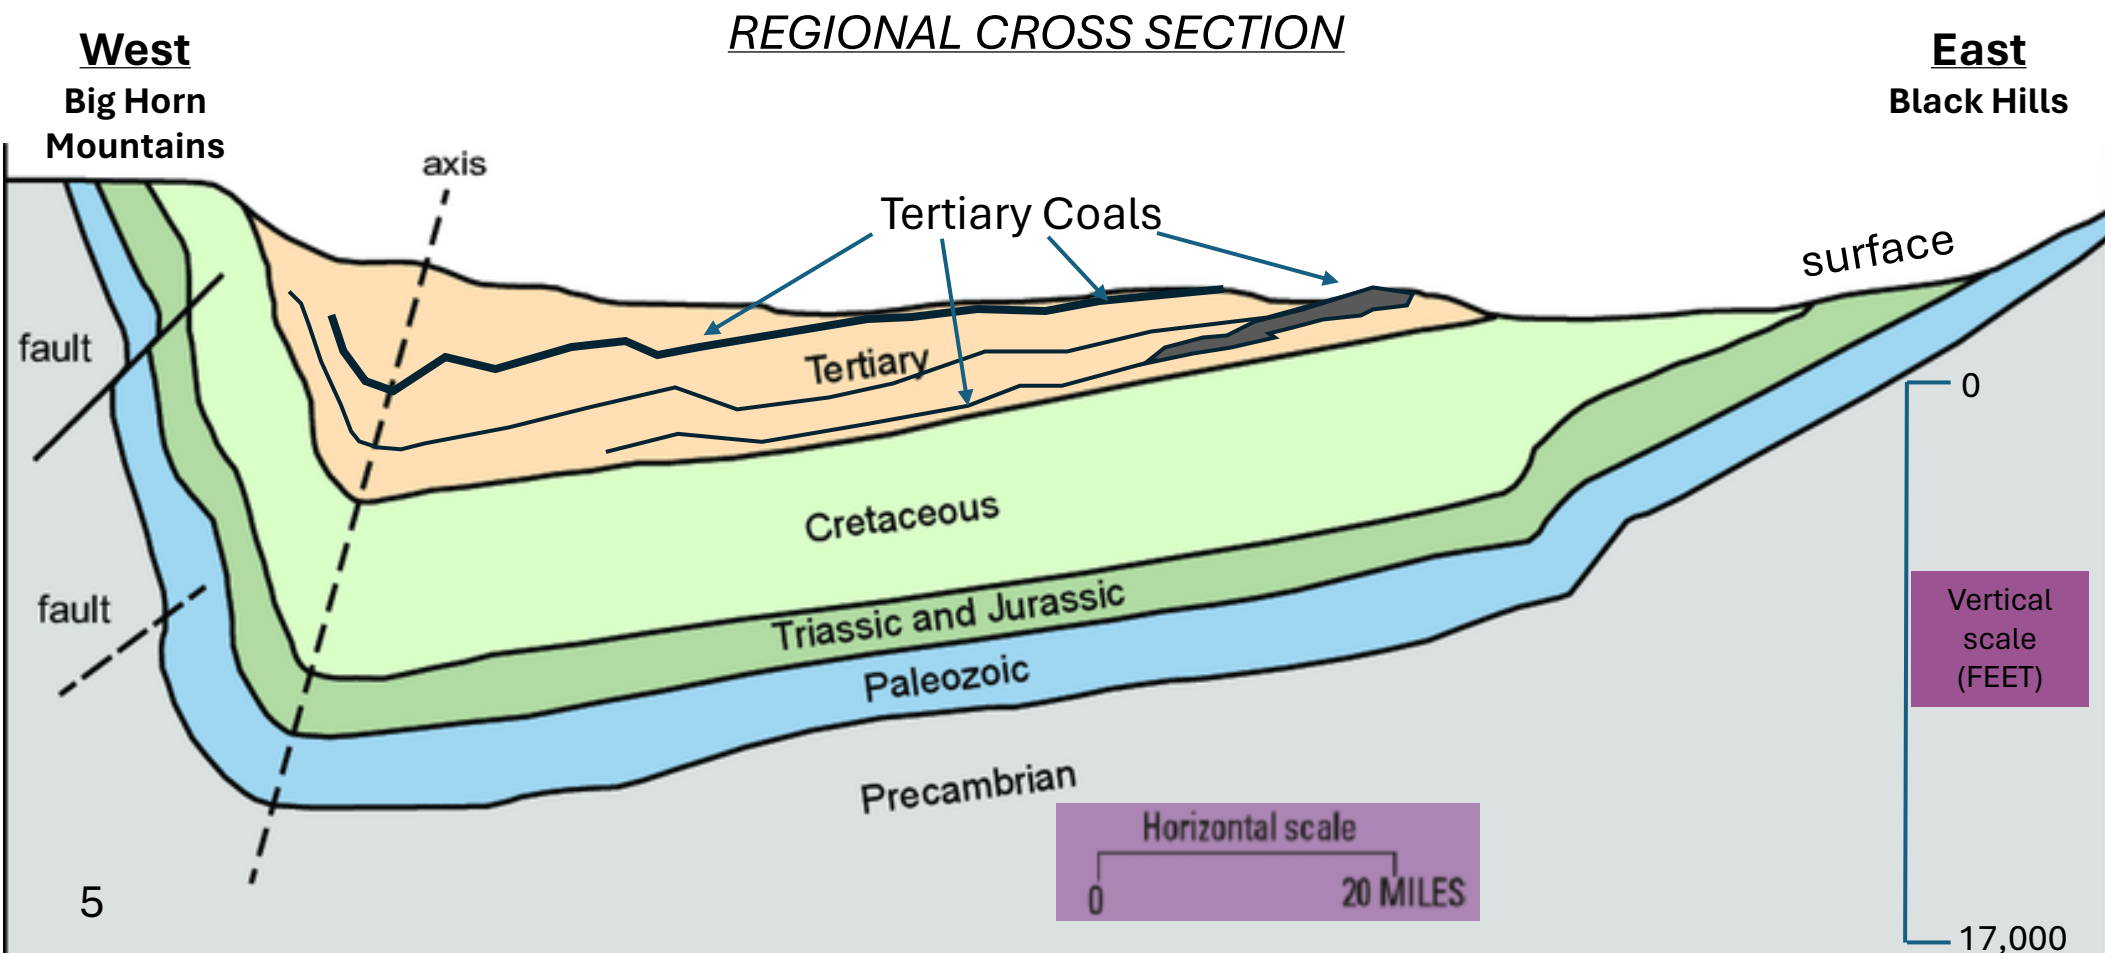 REGIONAL CROSS SECTION
West
Big Horn
Mountains
East
Black Hills
axis
Tertiary Coals
surface
fault
Tertiary
0
Cretaceous
fault
Triassic and Jurassic
Vertical
scale
(FEET)
Paleozoic
Precambrian
Horizontal scale
0 20 MILES
5
17,000